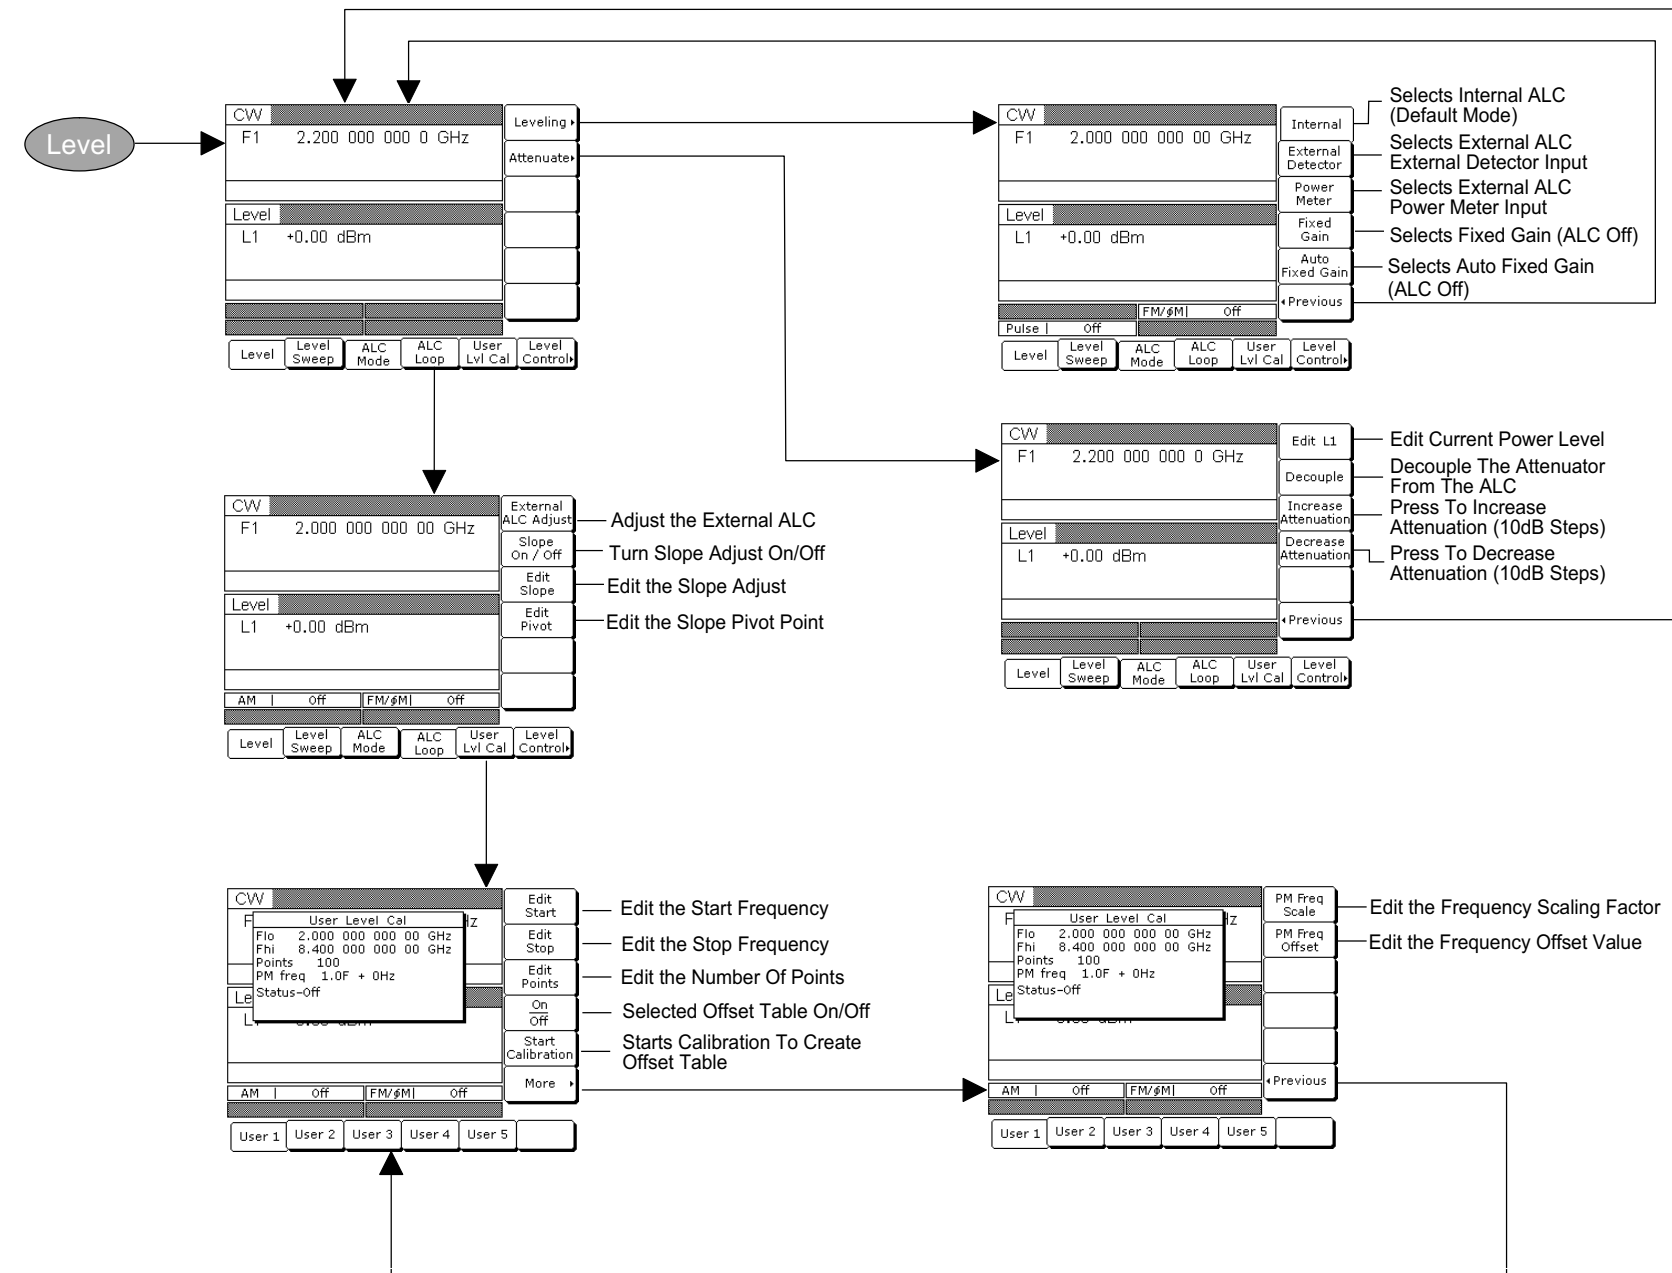 Level
CW
F1 2.200 000 000 0 GHz
Level
L1 +0.00 dBm
Leveling
Attenuate
Level
Level
Sweep
ALC
Mode
ALC
Loop
User
Lvl Cal
Level
Control
CW
F1 2.000 000 000 00 GHz
Level
L1 +0.00 dBm
FM/ϕM| Off
Pulse | Off
Internal
External
Detector
Power
Meter
Fixed
Gain
Auto
Fixed Gain
Previous
Selects Internal ALC
(Default Mode)
Selects External ALC
External Detector Input
Selects External ALC
Power Meter Input
Selects Fixed Gain (ALC Off)
Selects Auto Fixed Gain
(ALC Off)
Level
Level
Sweep
ALC
Mode
ALC
Loop
User
Lvl Cal
Level
Control
CW
F1 2.200 000 000 0 GHz
Level
L1 +0.00 dBm
Edit L1
Decouple
Increase
Attenuation
Decrease
Attenuation
Previous
Edit Current Power Level
Decouple The Attenuator
From The ALC
Press To Increase
Attenuation (10dB Steps)
Press To Decrease
Attenuation (10dB Steps)
Level
Level
Sweep
ALC
Mode
ALC
Loop
User
Lvl Cal
Level
Control
CW
F1 2.000 000 000 00 GHz
Level
L1 +0.00 dBm
AM | Off FM/ϕM| Off
External
ALC Adjust
Slope
On / Off
Edit
Slope
Edit
Pivot
Adjust the External ALC
Turn Slope Adjust On/Off
Edit the Slope Adjust
Edit the Slope Pivot Point
Level
Level
Sweep
ALC
Mode
ALC
Loop
User
Lvl Cal
Level
Control
CW
User Level Cal
Flo 2.000 000 000 00 GHz
Fhi 8.400 000 000 00 GHz
Points 100
PM freq 1.0F + 0Hz
Status-Off
AM | Off FM/ϕM| Off
Edit
Start
Edit
Stop
Edit
Points
On
Off
Start
Calibration
More
Edit the Start Frequency
Edit the Stop Frequency
Edit the Number Of Points
Selected Offset Table On/Off
Starts Calibration To Create
Offset Table
User 1 User 2 User 3 User 4 User 5
CW
User Level Cal
Flo 2.000 000 000 00 GHz
Fhi 8.400 000 000 00 GHz
Points 100
PM freq 1.0F + 0Hz
Status-Off
AM | Off FM/ϕM| Off
PM Freq
Scale
PM Freq
Offset
Previous
Edit the Frequency Scaling Factor
Edit the Frequency Offset Value
User 1 User 2 User 3 User 4 User 5